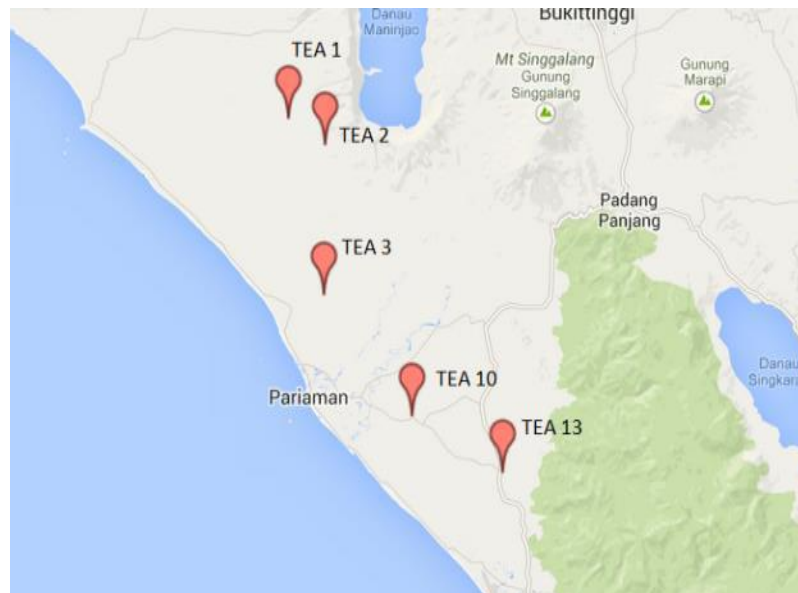 Danau
Maninjao
Bukittinggi
TEA 1
Mt Singgalang
Gunung
Singgalang
Gunung
Marapi
TEA 2
Padang
Panjang
TEA 3
Danau
Singkara
TEA 10
Pariaman
TEA 13